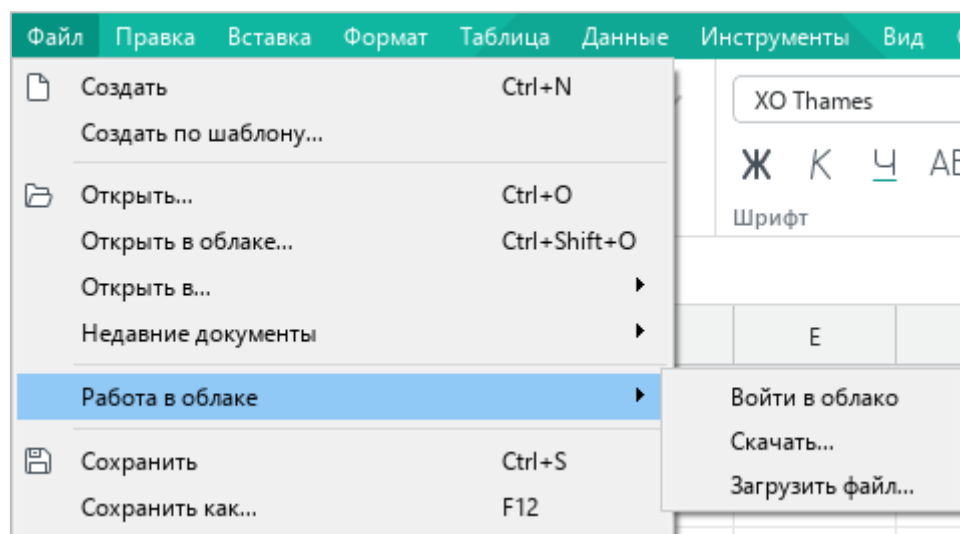 Файл Правка Вставка Формат Таблица Данные Инструменты Вид
Создать Ctrl+N
Создать по шаблону...
Открыть... Ctrl+O
Открыть в облаке... Ctrl+Shift+O
Открыть в...
Недавние документы
Работа в облаке
Сохранить Ctrl+S
Сохранить как... F12
Войти в облако
Скачать...
Загрузить файл...
XO Thames
Ж К Ч АЕ
Шрифт
E